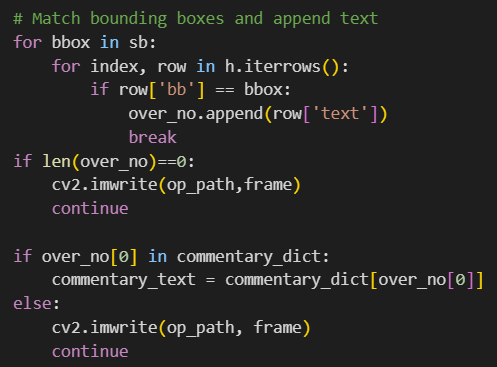 # Match bounding boxes and append text
for bbox in sb:
    for index, row in h.iterrows():
        if row['bb'] == bbox:
            over_no.append(row['text'])
            break
if len(over_no)==0:
    cv2.imwrite(op_path,frame)
    continue

if over_no[0] in commentary_dict:
    commentary_text = commentary_dict[over_no[0]]
else:
    cv2.imwrite(op_path, frame)
    continue